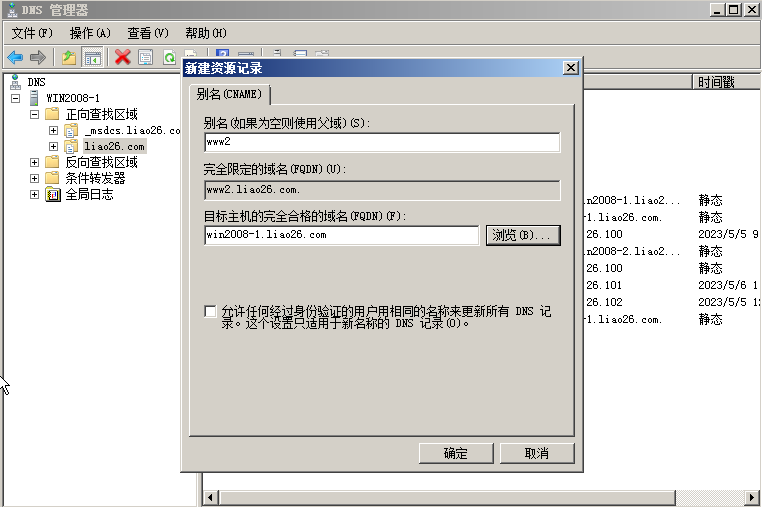 DNS 管理器
文件(F) 操作(A) 查看(V) 帮助(H)
DNS
WIN2008-1
正向查找区域
_msdcs.liao26.co
liao26.com
反向查找区域
条件转发器
全局日志
新建资源记录
别名(CNAME)
别名(如果为空则使用父域)(S):
www2
完全限定的域名(FQDN)(U):
www2.liao26.com.
目标主机的完全合格的域名(FQDN)(F):
win2008-1.liao26.com
浏览(B)...
允许任何经过身份验证的用户用相同的名称来更新所有 DNS 记
录。这个设置只适用于新名称的 DNS 记录(O)。
确定 取消
时间戳
in2008-1.liao2... 静态
-1.liao26.com. 静态
26.100 2023/5/5 9
in2008-2.liao2... 静态
26.100 静态
26.101 2023/5/6 1
26.102 2023/5/5 12
-1.liao26.com. 静态